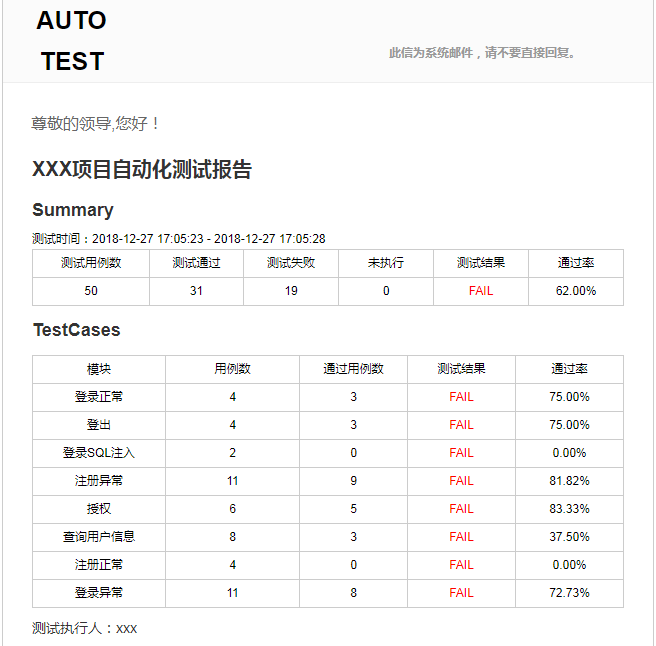 AUTO
TEST
此信为系统邮件，请不要直接回复。
尊敬的领导,您好！
XXX项目自动化测试报告
Summary
测试时间：2018-12-27 17:05:23 - 2018-12-27 17:05:28
测试用例数 测试通过 测试失败 未执行 测试结果 通过率
50 31 19 0 FAIL 62.00%
TestCases
模块 用例数 通过用例数 测试结果 通过率
登录正常 4 3 FAIL 75.00%
登出 4 3 FAIL 75.00%
登录SQL注入 2 0 FAIL 0.00%
注册异常 11 9 FAIL 81.82%
授权 6 5 FAIL 83.33%
查询用户信息 8 3 FAIL 37.50%
注册正常 4 0 FAIL 0.00%
登录异常 11 8 FAIL 72.73%
测试执行人：xxx